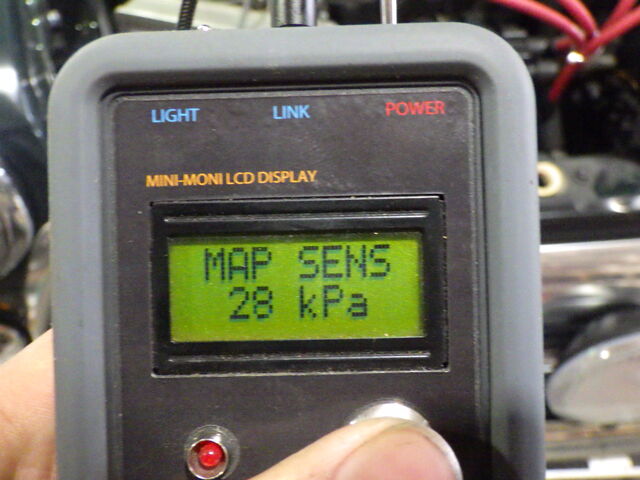 LIGHT LINK POWER
MINI-MONI LCD DISPLAY
MAP SENS
28 kPa